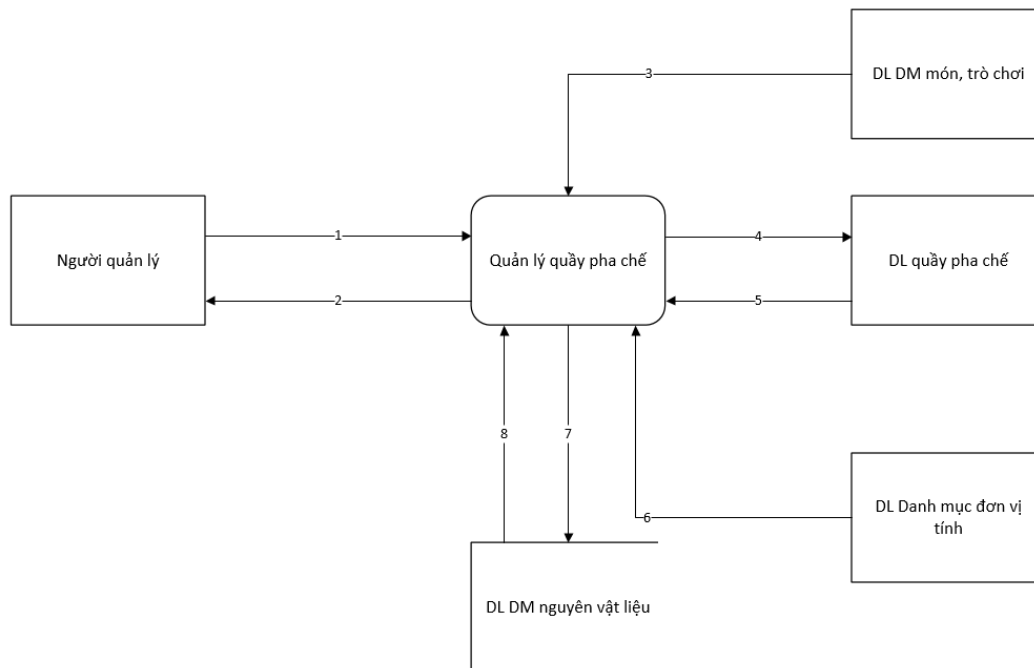 3
DL DM món, trò chơi
Người quản lý
1
2
Quản lý quầy pha chế
4
5
DL quầy pha chế
8
7
6
DL Danh mục đơn vị
tính
DL DM nguyên vật liệu